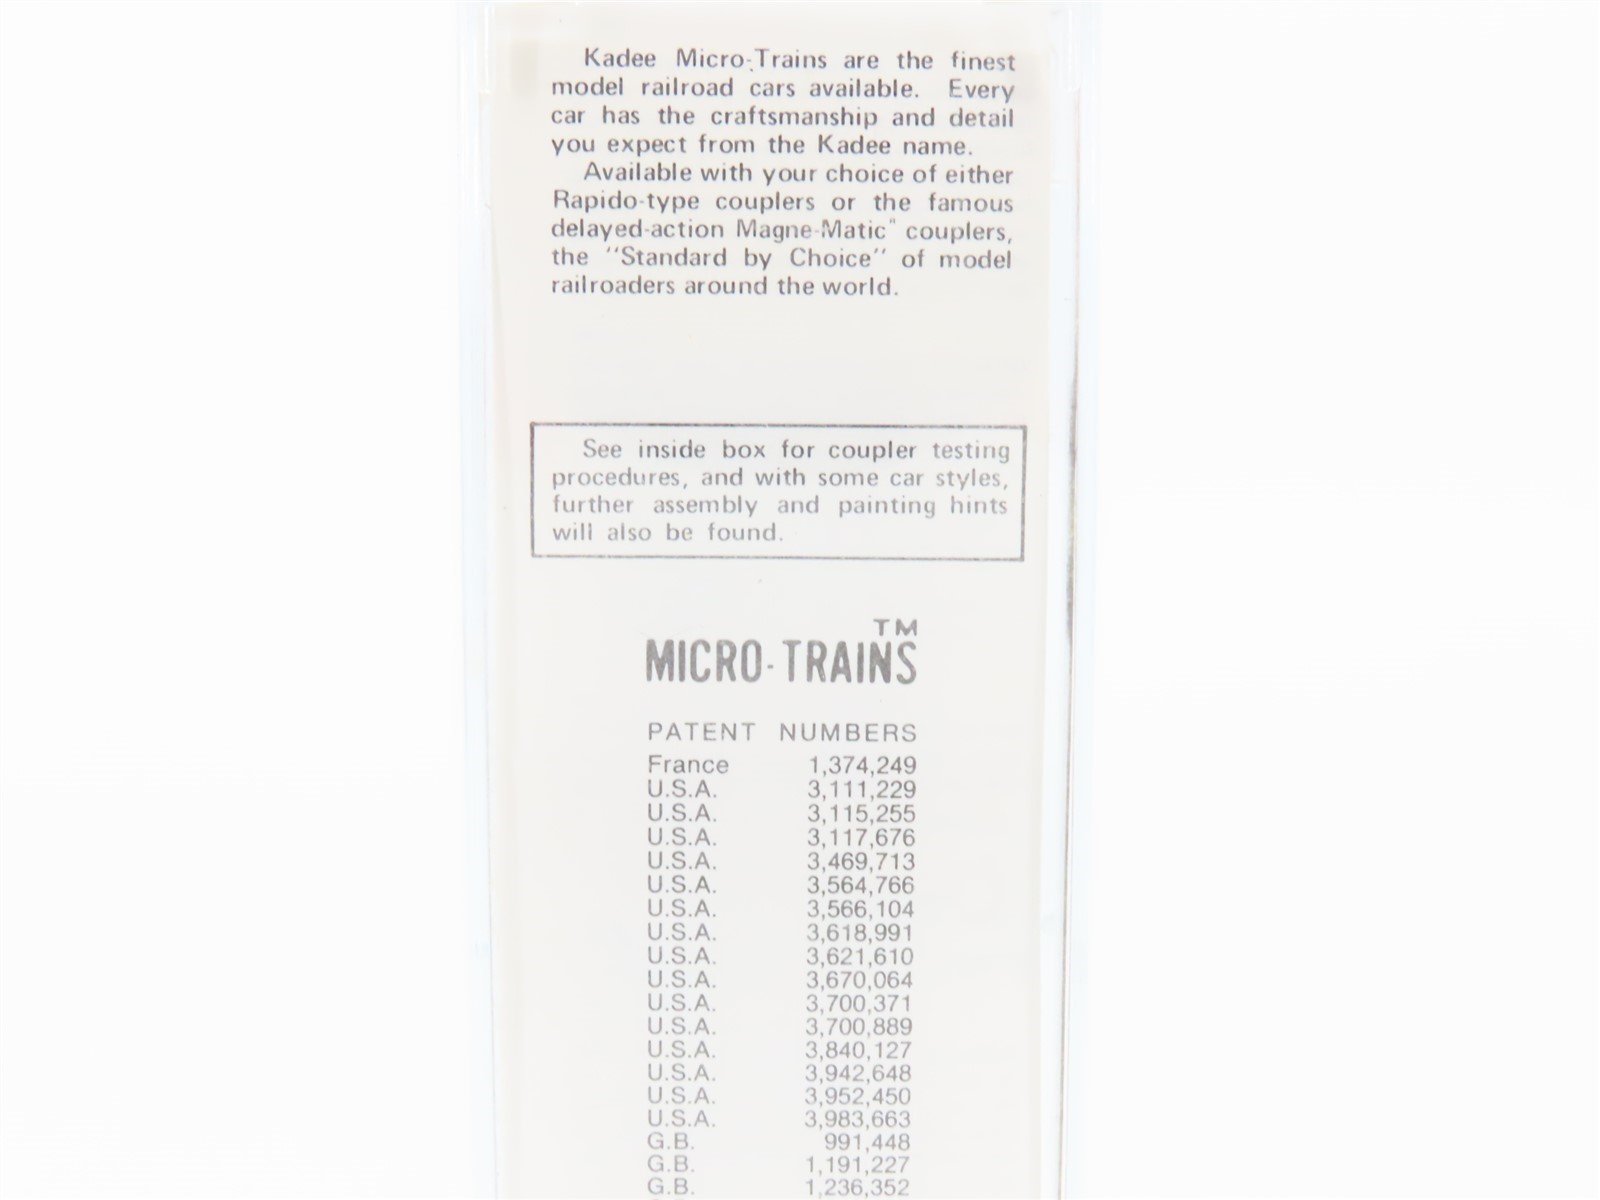 Kadee Micro-Trains are the finest
model railroad cars available. Every
car has the craftsmanship and detail
you expect from the Kadee name.
Available with your choice of either
Rapido-type couplers or the famous
delayed-action Magne-Matic" couplers,
the "Standard by Choice" of model
railroaders around the world.
See inside box for coupler testing
procedures, and with some car styles,
further assembly and painting hints
will also be found.
MICRO-TRAINS™
PATENT NUMBERS
France 1,374,249
U.S.A. 3,111,229
U.S.A. 3,115,255
U.S.A. 3,117,676
U.S.A. 3,469,713
U.S.A. 3,564,766
U.S.A. 3,566,104
U.S.A. 3,618,991
U.S.A. 3,621,610
U.S.A. 3,670,064
U.S.A. 3,700,371
U.S.A. 3,700,889
U.S.A. 3,840,127
U.S.A. 3,942,648
U.S.A. 3,952,450
U.S.A. 3,983,663
G.B. 991,448
G.B. 1,191,227
G.B. 1,236,352